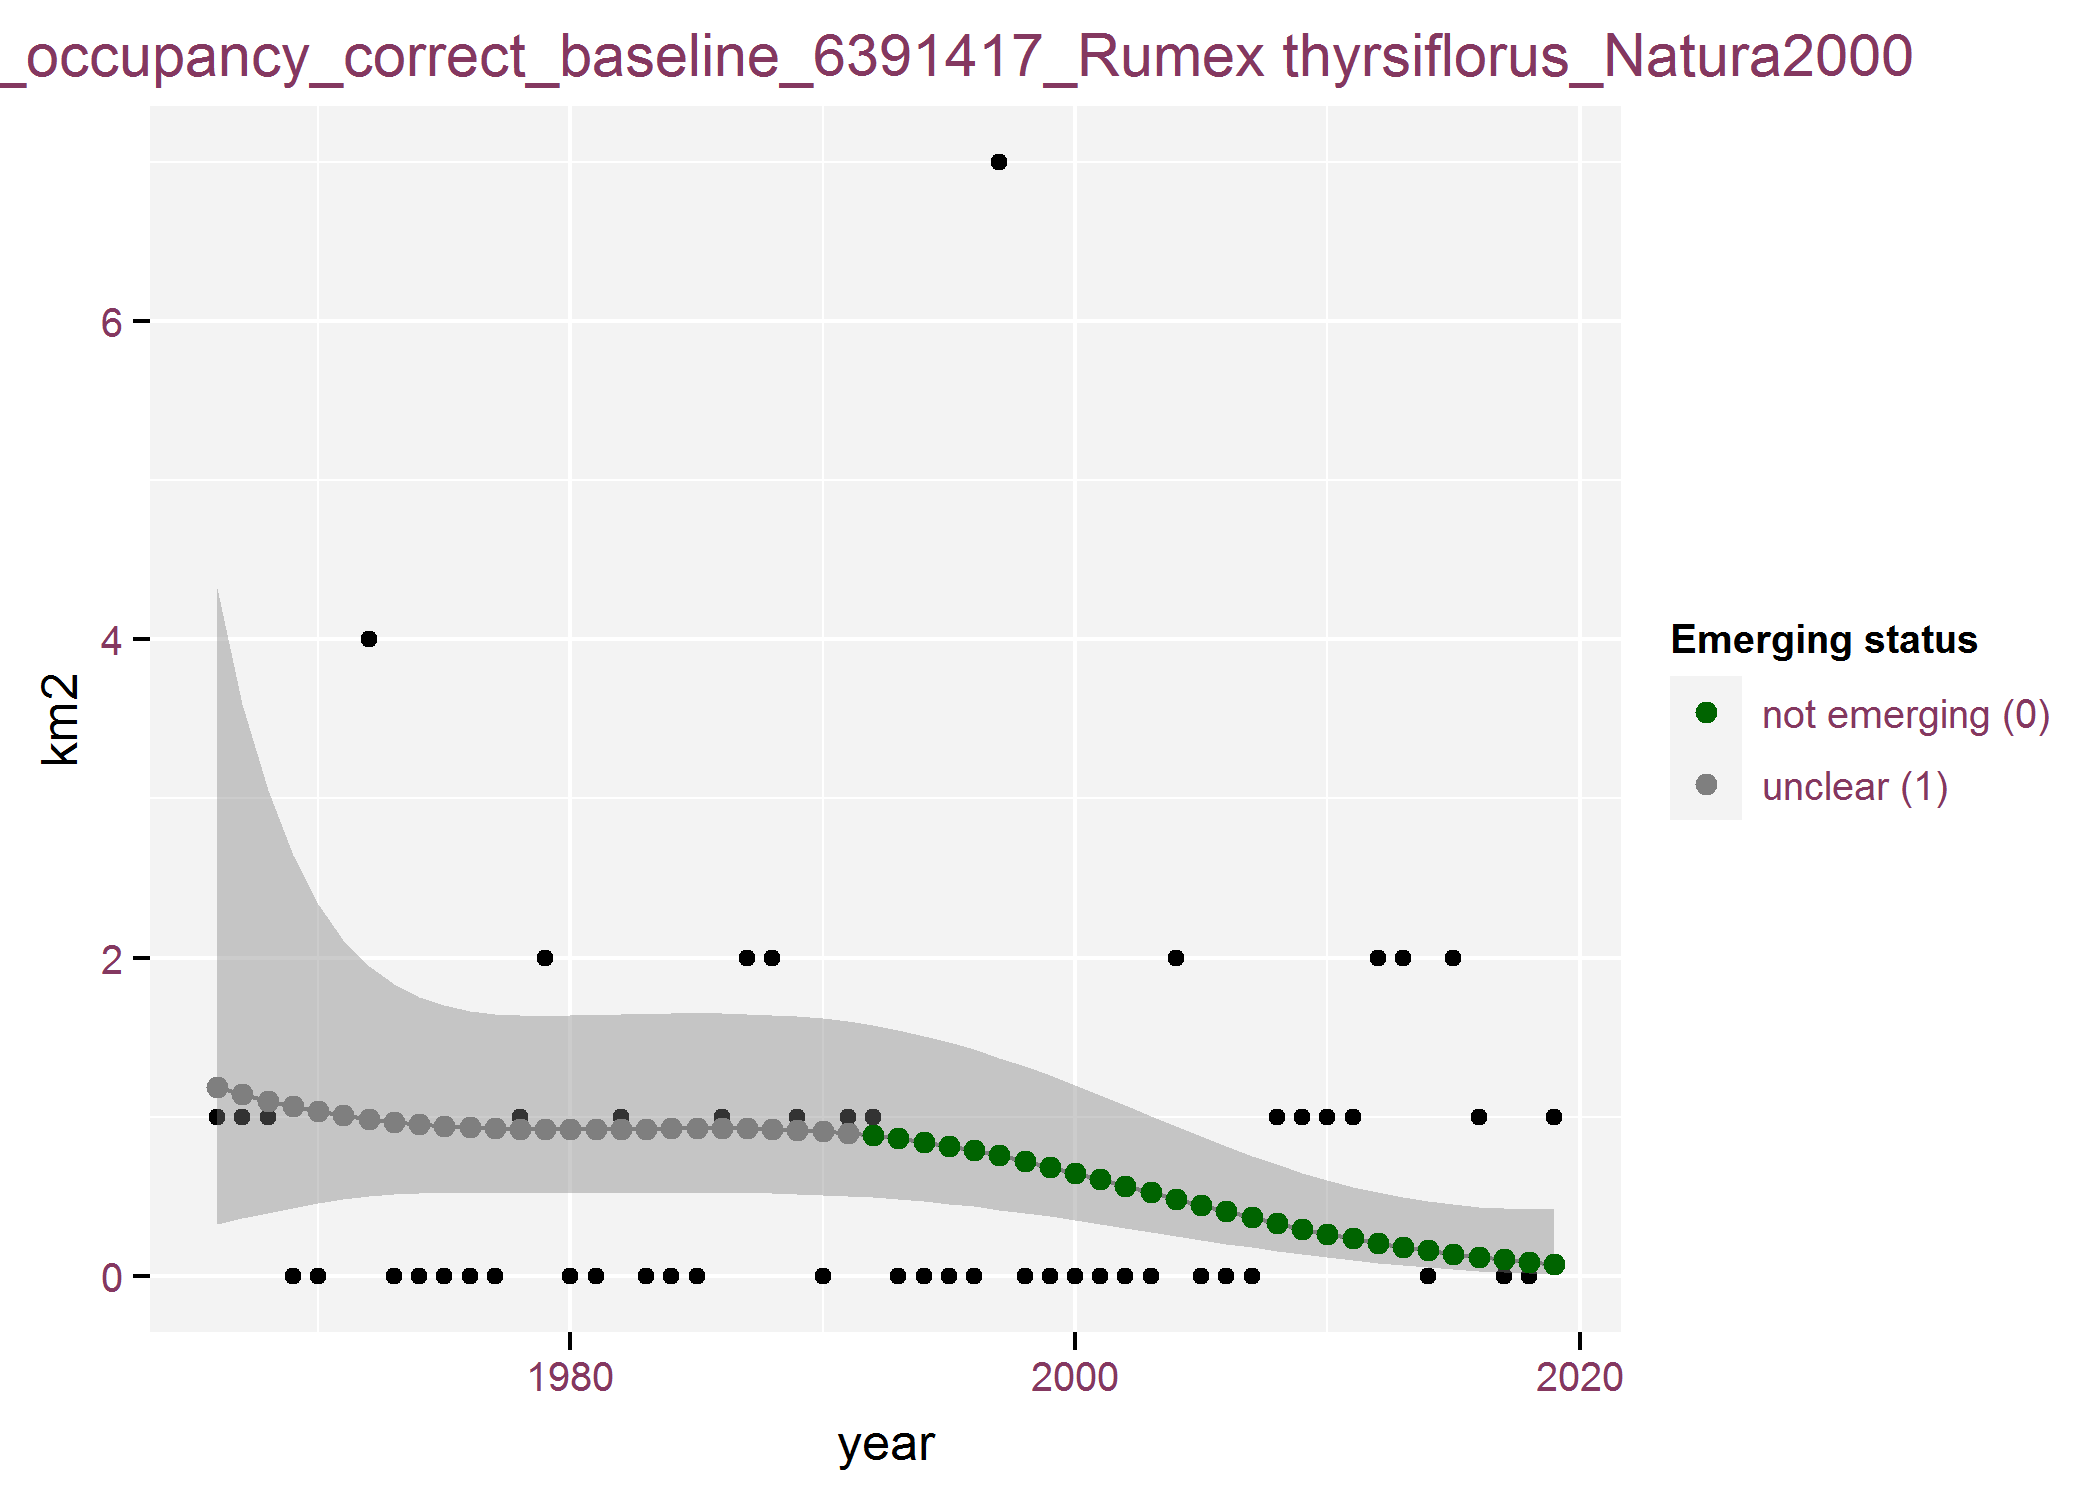 _occupancy_correct_baseline_6391417_Rumex thyrsiflorus_Natura2000
6
4
2
0
km2
1980
2000
2020
year
Emerging status
not emerging (0)
unclear (1)